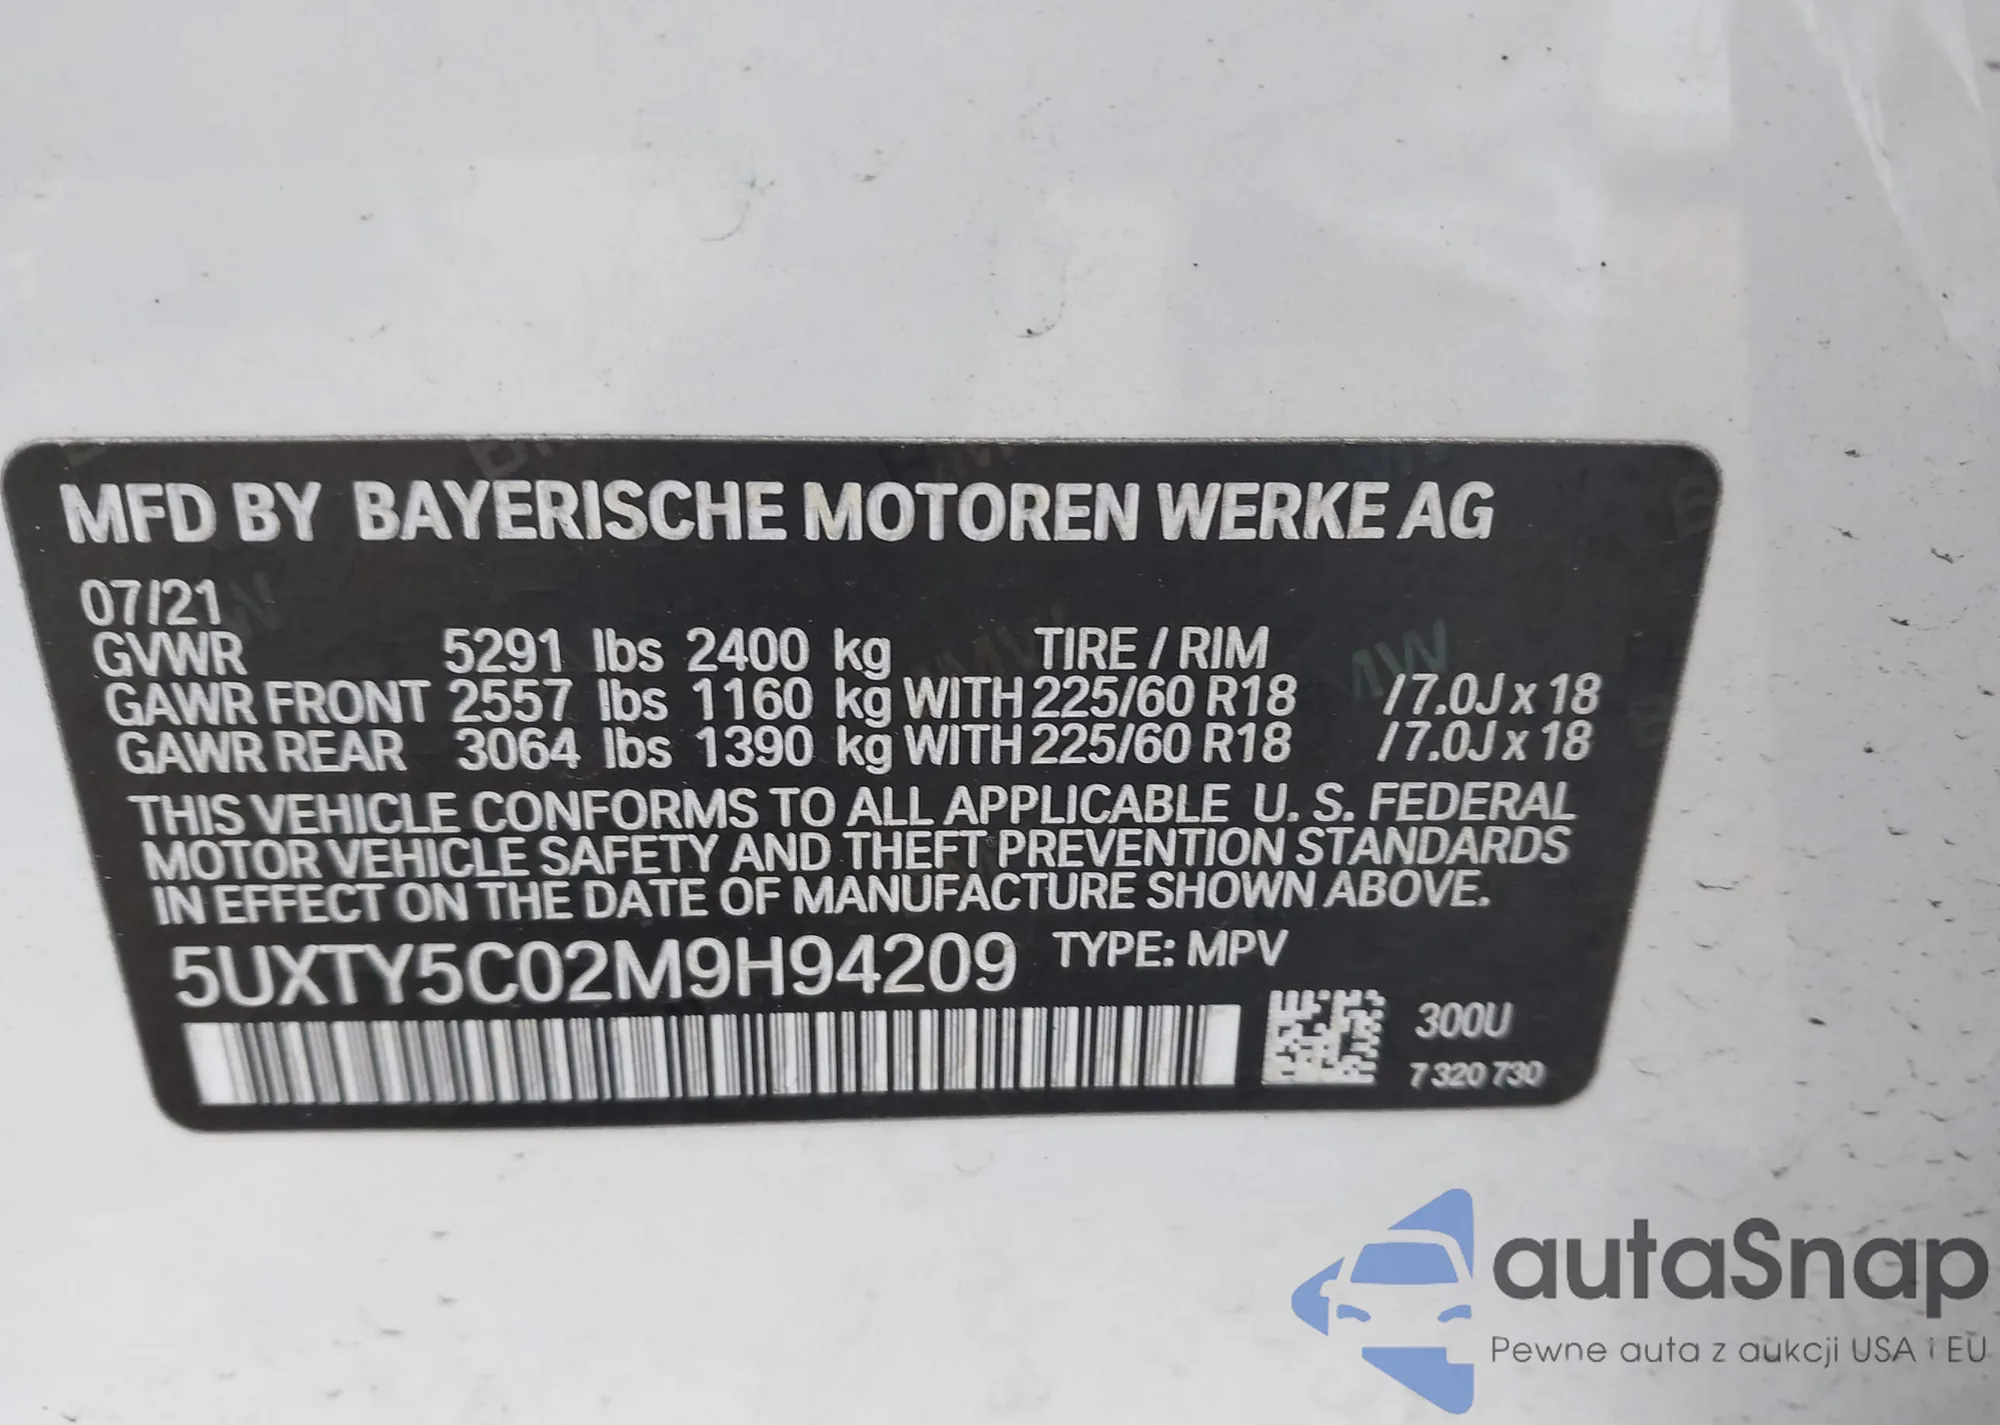 MFD BY BAYERISCHE MOTOREN WERKE AG
07/21
GVWR 5291 lbs 2400 kg TIRE / RIM
GAWR FRONT 2557 lbs 1160 kg WITH 225/60 R18 /7.0J x 18
GAWR REAR 3064 lbs 1390 kg WITH 225/60 R18 /7.0J x 18
THIS VEHICLE CONFORMS TO ALL APPLICABLE U. S. FEDERAL
MOTOR VEHICLE SAFETY AND THEFT PREVENTION STANDARDS
IN EFFECT ON THE DATE OF MANUFACTURE SHOWN ABOVE.
5UXTY5C02M9H94209 TYPE: MPV
300U
7 320 730
autaSnap
Pewne auta z aukcji USA i EU